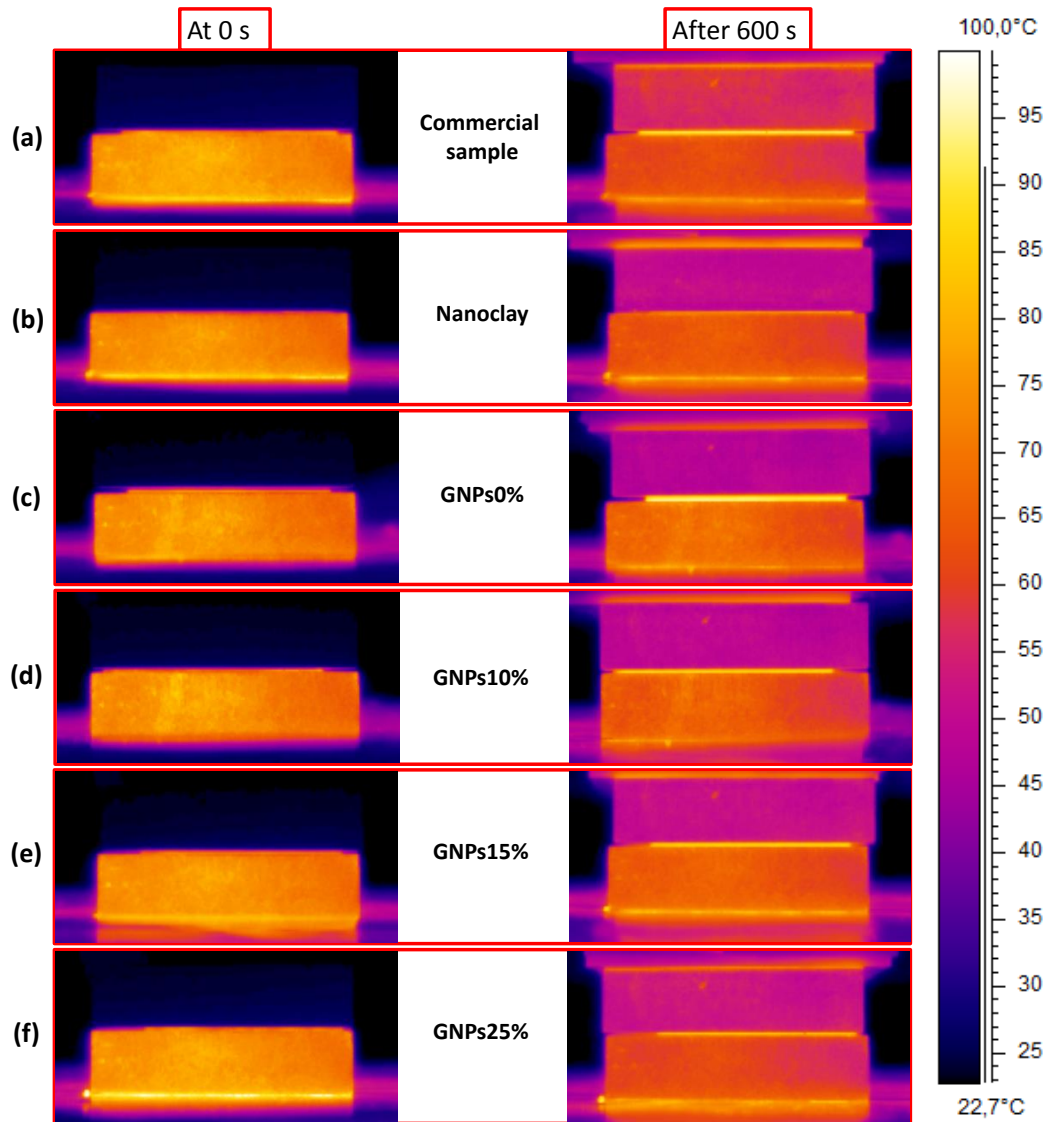 At 0 s
After 600 s
100,0°C
(a)
Commercial
sample
(b)
Nanoclay
(c)
GNPs0%
(d)
GNPs10%
(e)
GNPs15%
(f)
GNPs25%
95
90
85
80
75
70
65
60
55
50
45
40
35
30
25
22,7°C